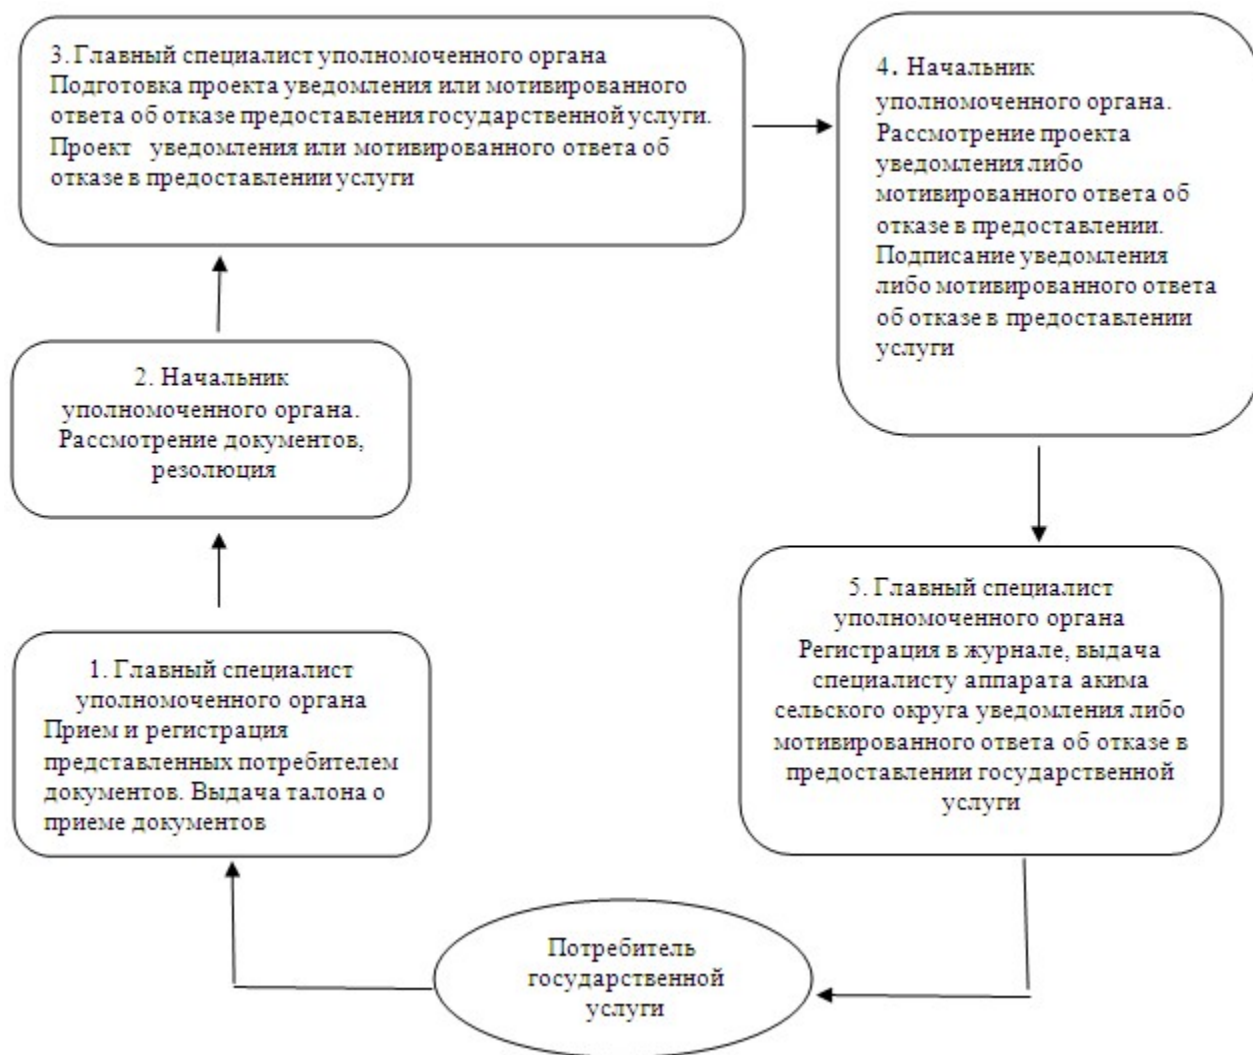 3. Главный специалист уполномоченного органа
Подготовка проекта уведомления или мотивированного
ответа об отказе предоставления государственной услуги.
Проект уведомления или мотивированного ответа об
отказе в предоставлении услуги
4. Начальник
уполномоченного органа.
Рассмотрение проекта
уведомления либо
мотивированного ответа об
отказе в предоставлении.
Подписание уведомления
либо мотивированного ответа
об отказе в предоставлении
услуги
2. Начальник
уполномоченного органа.
Рассмотрение документов,
резолюция
1. Главный специалист
уполномоченного органа
Прием и регистрация
представленных потребителем
документов. Выдача талона о
приеме документов
5. Главный специалист
уполномоченного органа
Регистрация в журнале, выдача
специалисту аппарата акима
сельского округа уведомления либо
мотивированного ответа об отказе в
предоставлении государственной
услуги
Потребитель
государственной
услуги